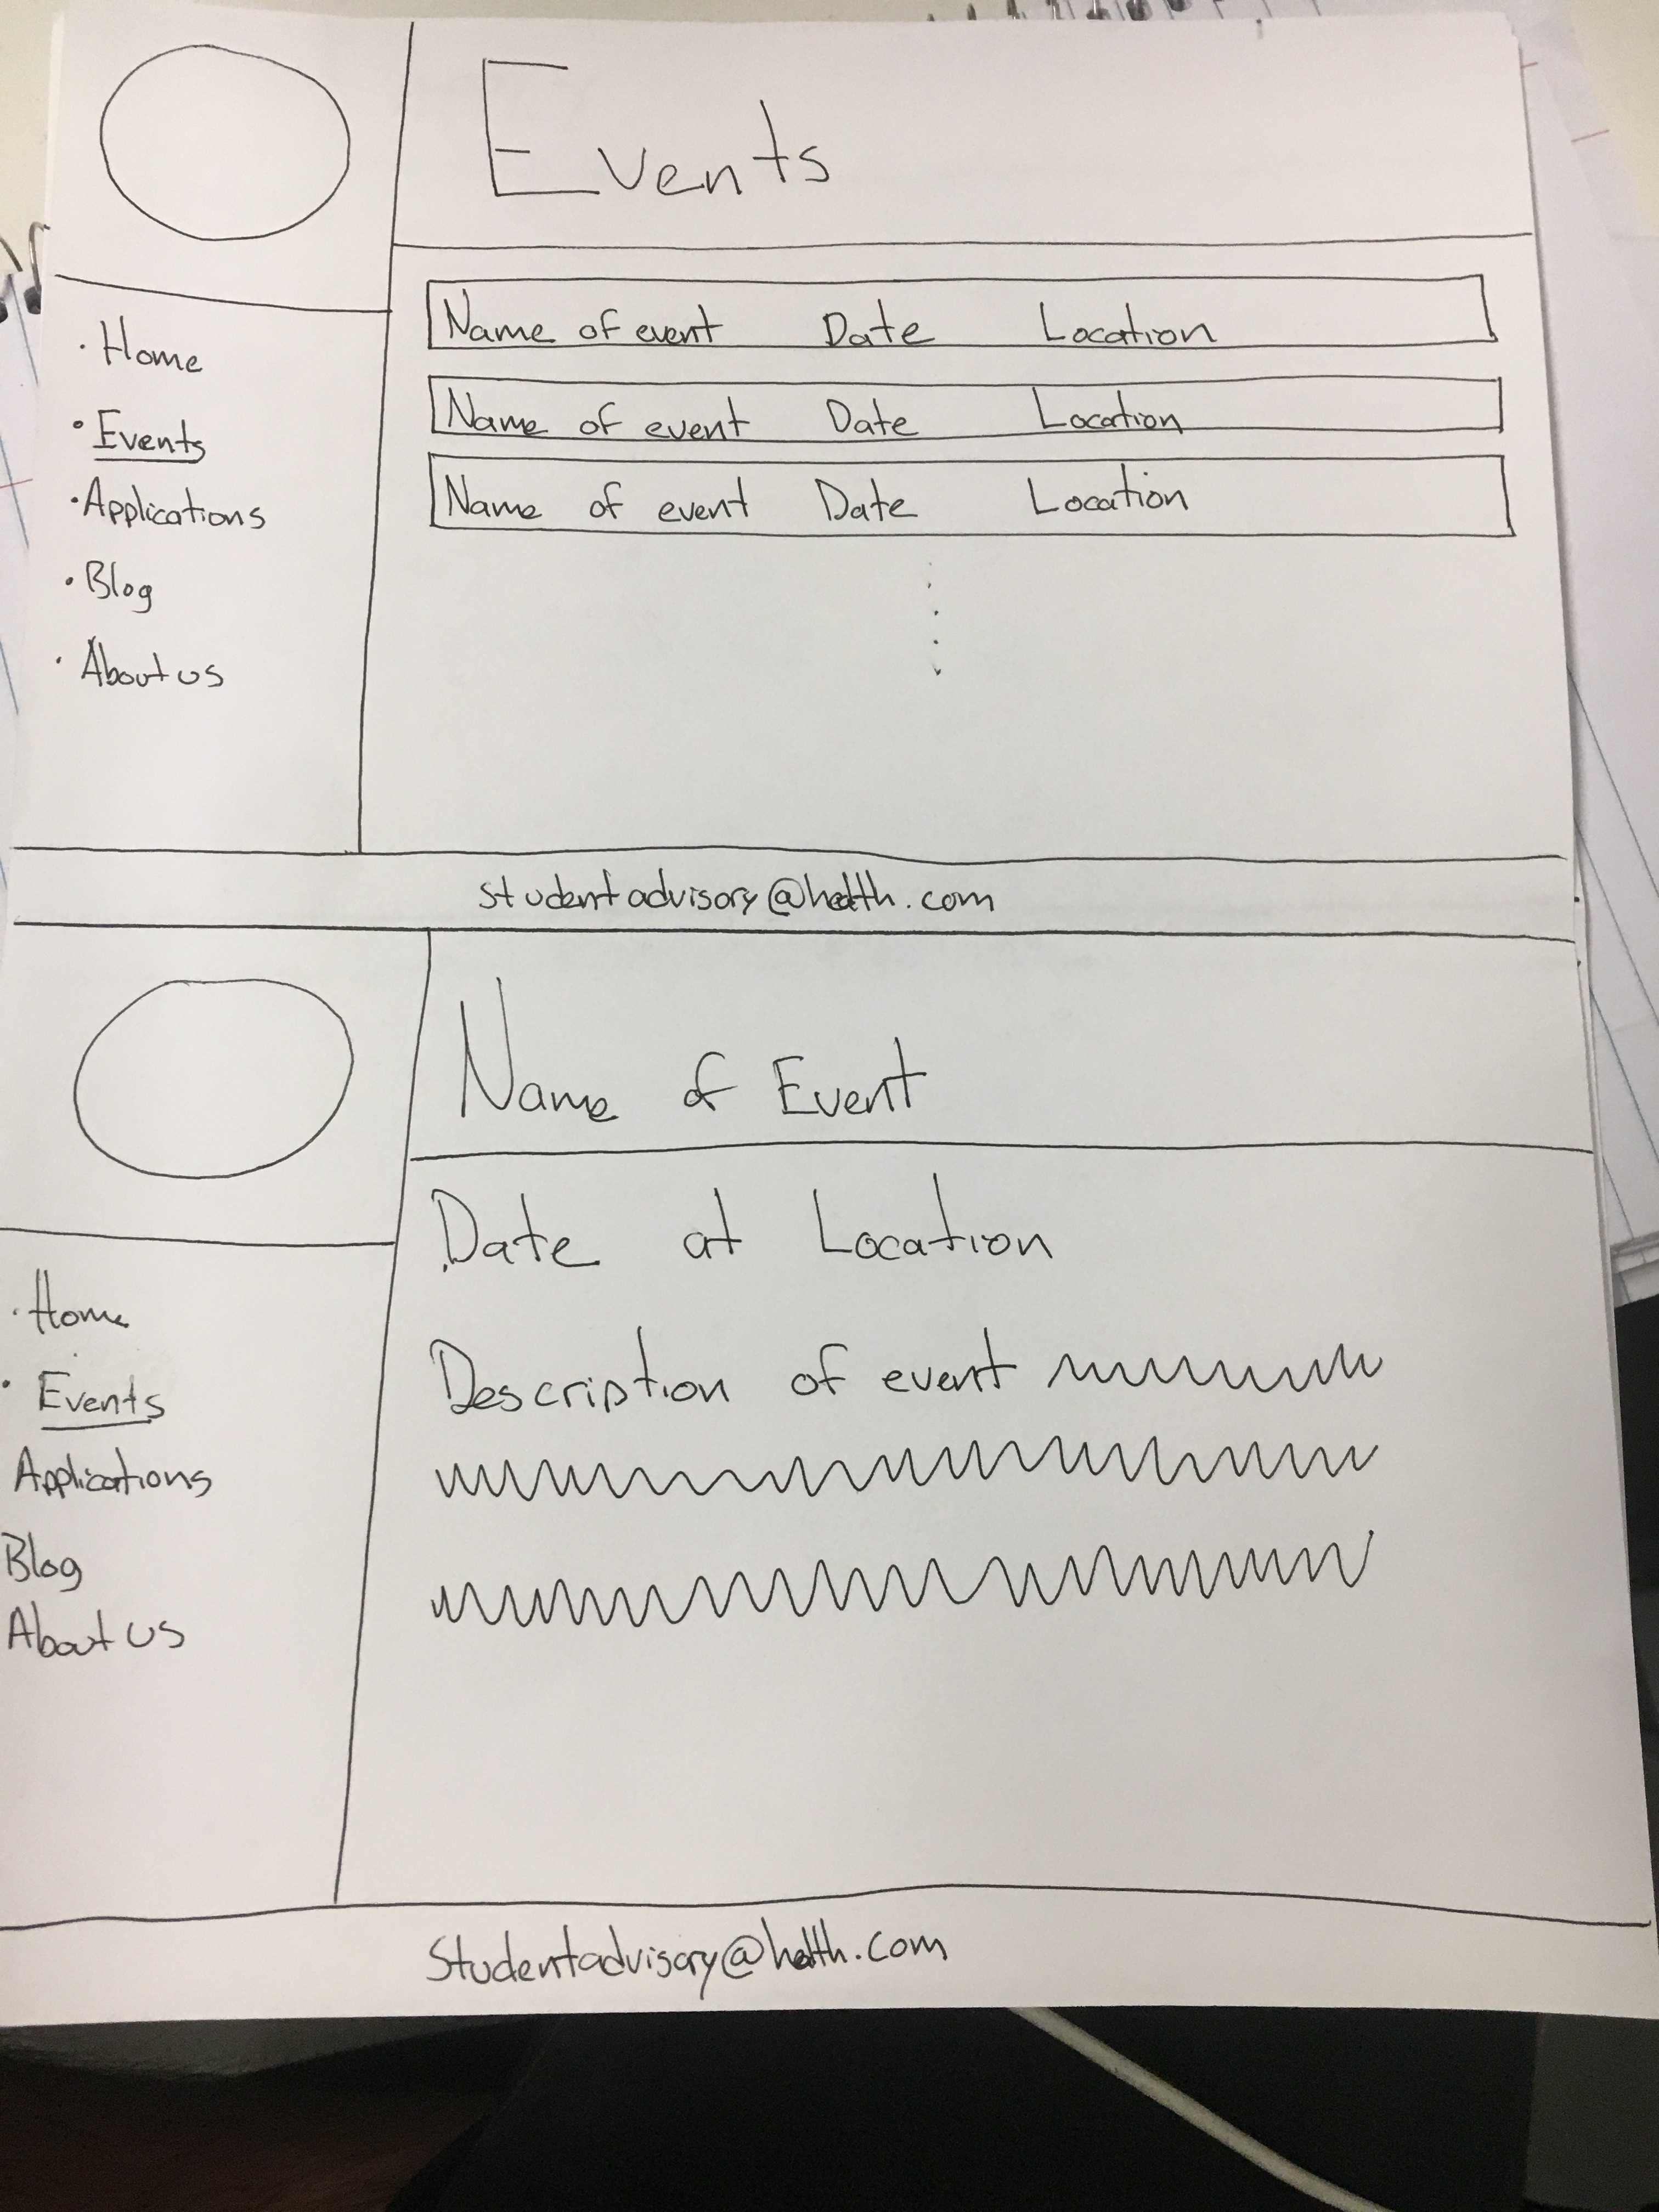 Events
· Home
· Events
· Applications
· Blog
· About us
Name of event Date Location
Name of event Date Location
Name of event Date Location
studentadvisory@health.com
Name of Event
· Home
· Events
Applications
Blog
About us
Date at Location
Description of event
Studentadvisory@health.com